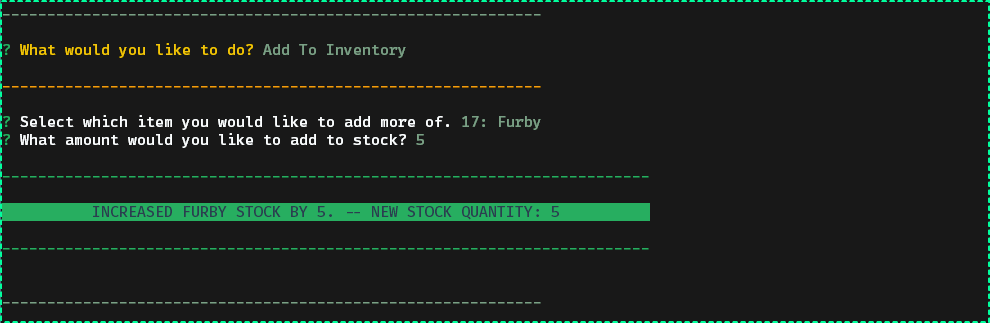 ------------------------------------------------------------
? What would you like to do? Add To Inventory
------------------------------------------------------------
? Select which item you would like to add more of. 17: Furby
? What amount would you like to add to stock? 5
------------------------------------------------------------------------
INCREASED FURBY STOCK BY 5. -- NEW STOCK QUANTITY: 5
------------------------------------------------------------------------
------------------------------------------------------------